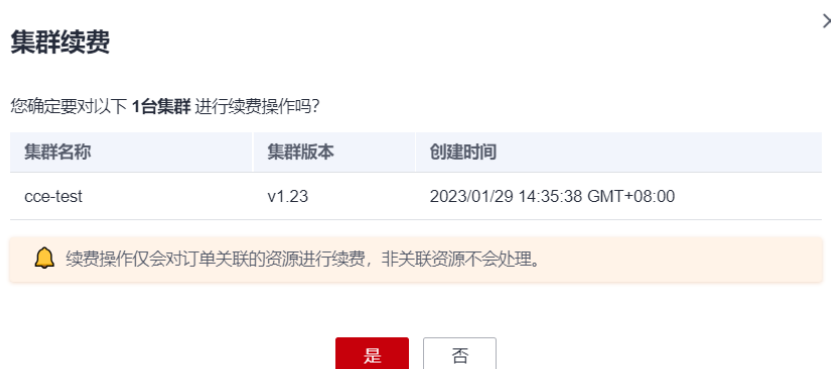 集群续费
您确定要对以下 1台集群 进行续费操作吗?
集群名称 集群版本 创建时间
cce-test v1.23 2023/01/29 14:35:38 GMT+08:00
续费操作仅会对订单关联的资源进行续费，非关联资源不会处理。
是 否